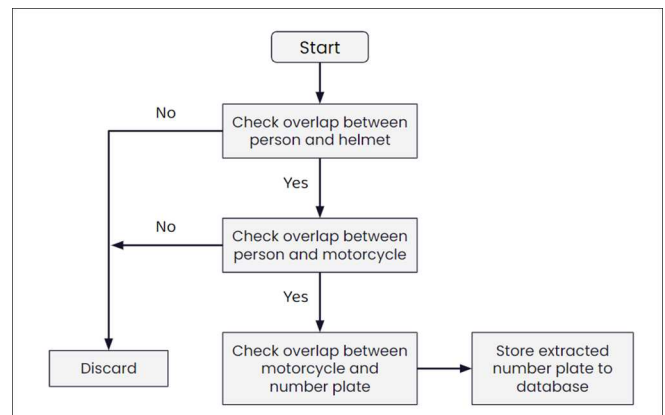 Start
No
Check overlap between
person and helmet
Yes
No
Check overlap between
person and motorcycle
Yes
Discard
Check overlap between
motorcycle and
number plate
Store extracted
number plate to
database